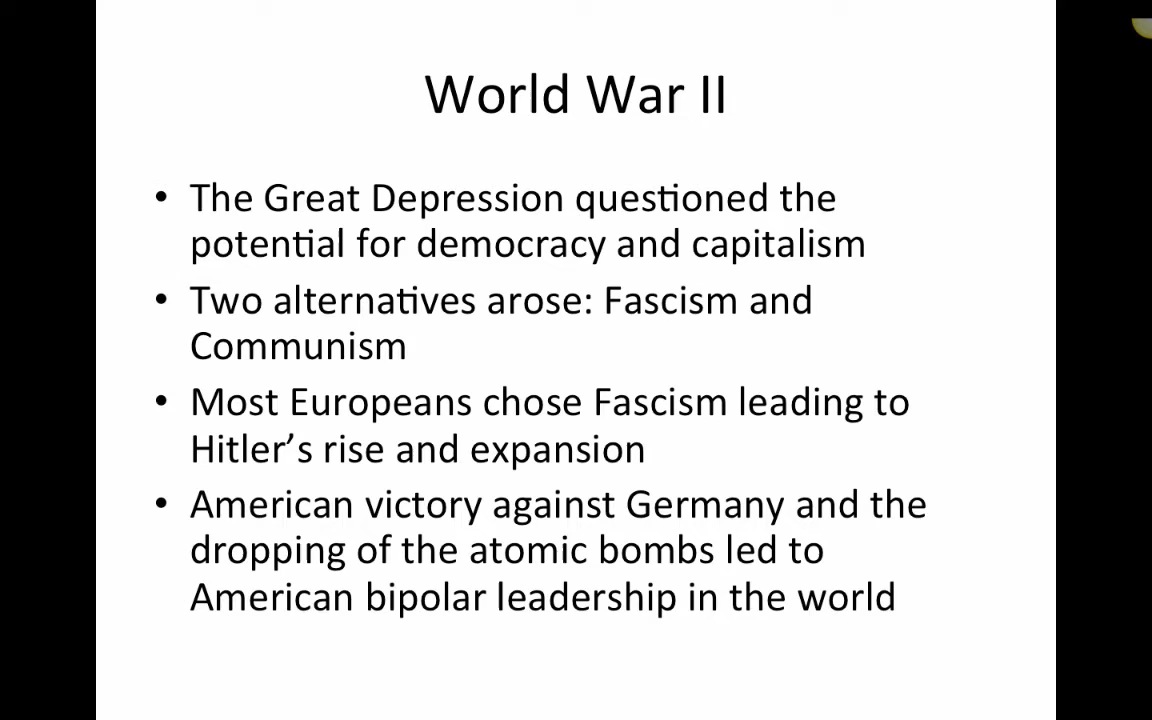 World War II
• The Great Depression questioned the
potential for democracy and capitalism
• Two alternatives arose: Fascism and
Communism
• Most Europeans chose Fascism leading to
Hitler’s rise and expansion
• American victory against Germany and the
dropping of the atomic bombs led to
American bipolar leadership in the world